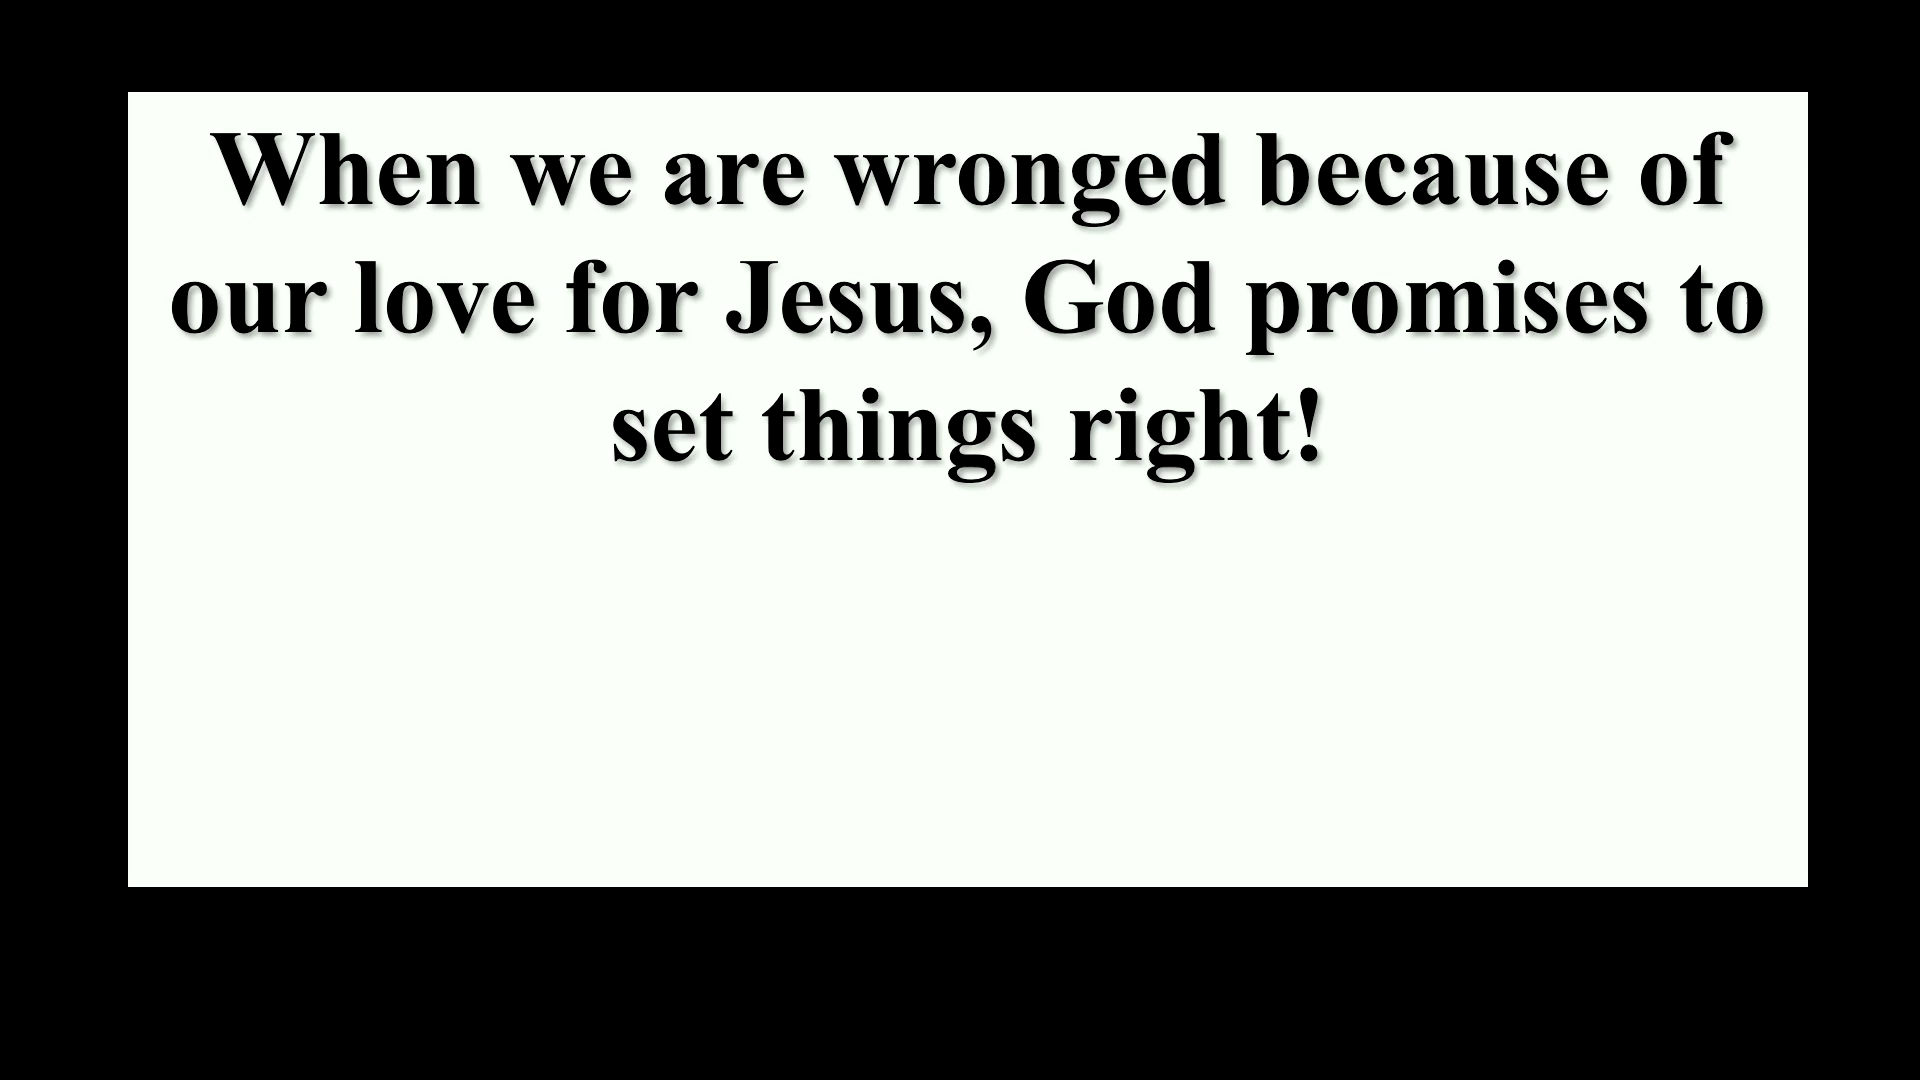 When we are wronged because of
our love for Jesus, God promises to
set things right!